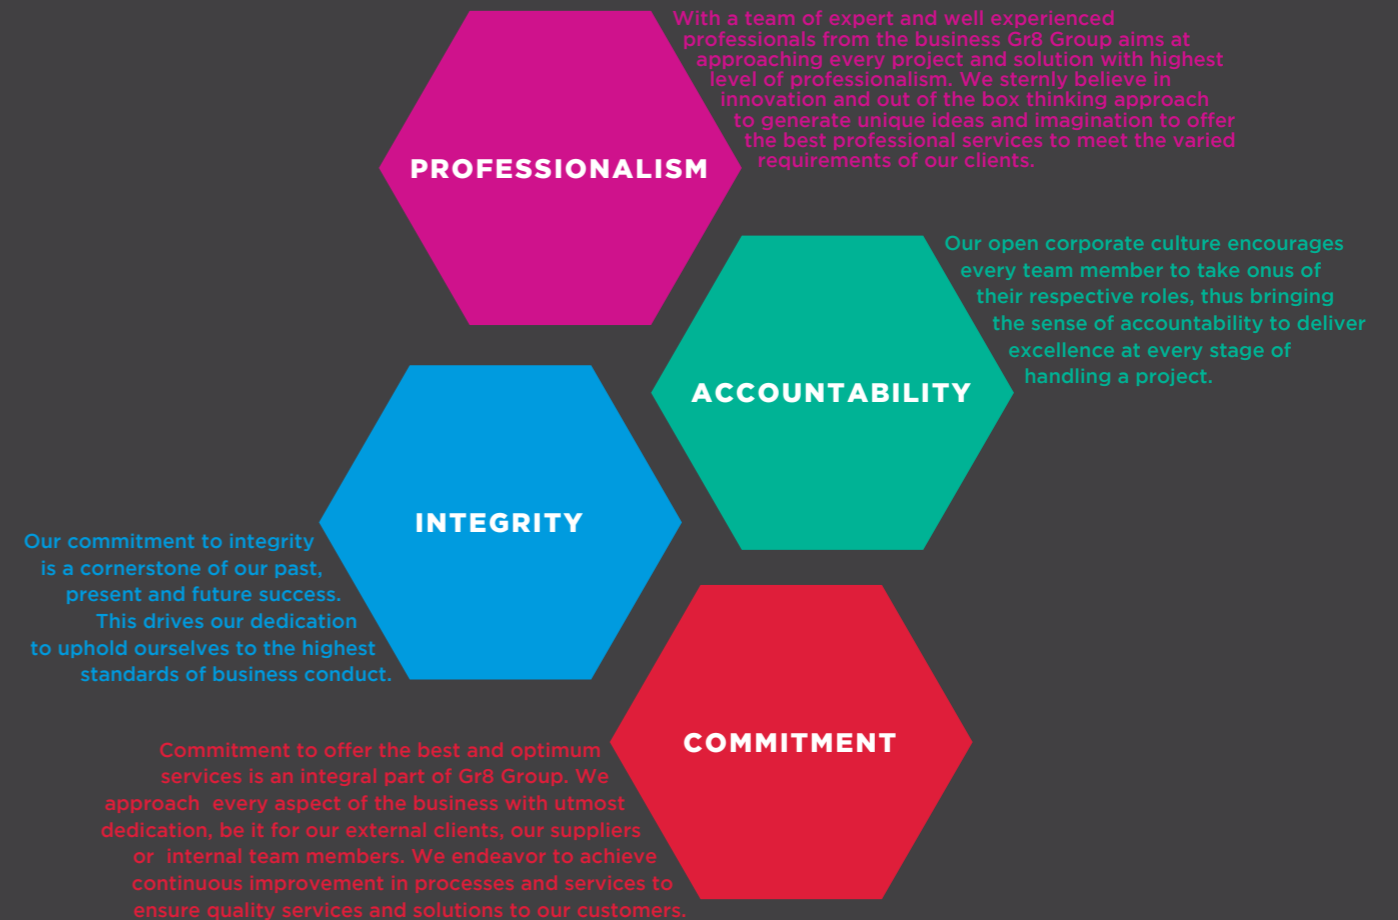 With a team of expert and well experienced
professionals from the business Gr8 Group aims at
approaching every project and solution with highest
level of professionalism. We sternly believe in
innovation and out of the box thinking approach
to generate unique ideas and imagination to offer
the best professional services to meet the varied
requirements of our clients.
PROFESSIONALISM
Our open corporate culture encourages
every team member to take onus of
their respective roles, thus bringing
the sense of accountability to deliver
excellence at every stage of
handling a project.
ACCOUNTABILITY
INTEGRITY
Our commitment to integrity
is a cornerstone of our past,
present and future success.
This drives our dedication
to uphold ourselves to the highest
standards of business conduct.
COMMITMENT
Commitment to offer the best and optimum
services is an integral part of Gr8 Group. We
approach every aspect of the business with utmost
dedication, be it for our external clients, our suppliers
or internal team members. We endeavor to achieve
continuous improvement in processes and services to
ensure quality services and solutions to our customers.